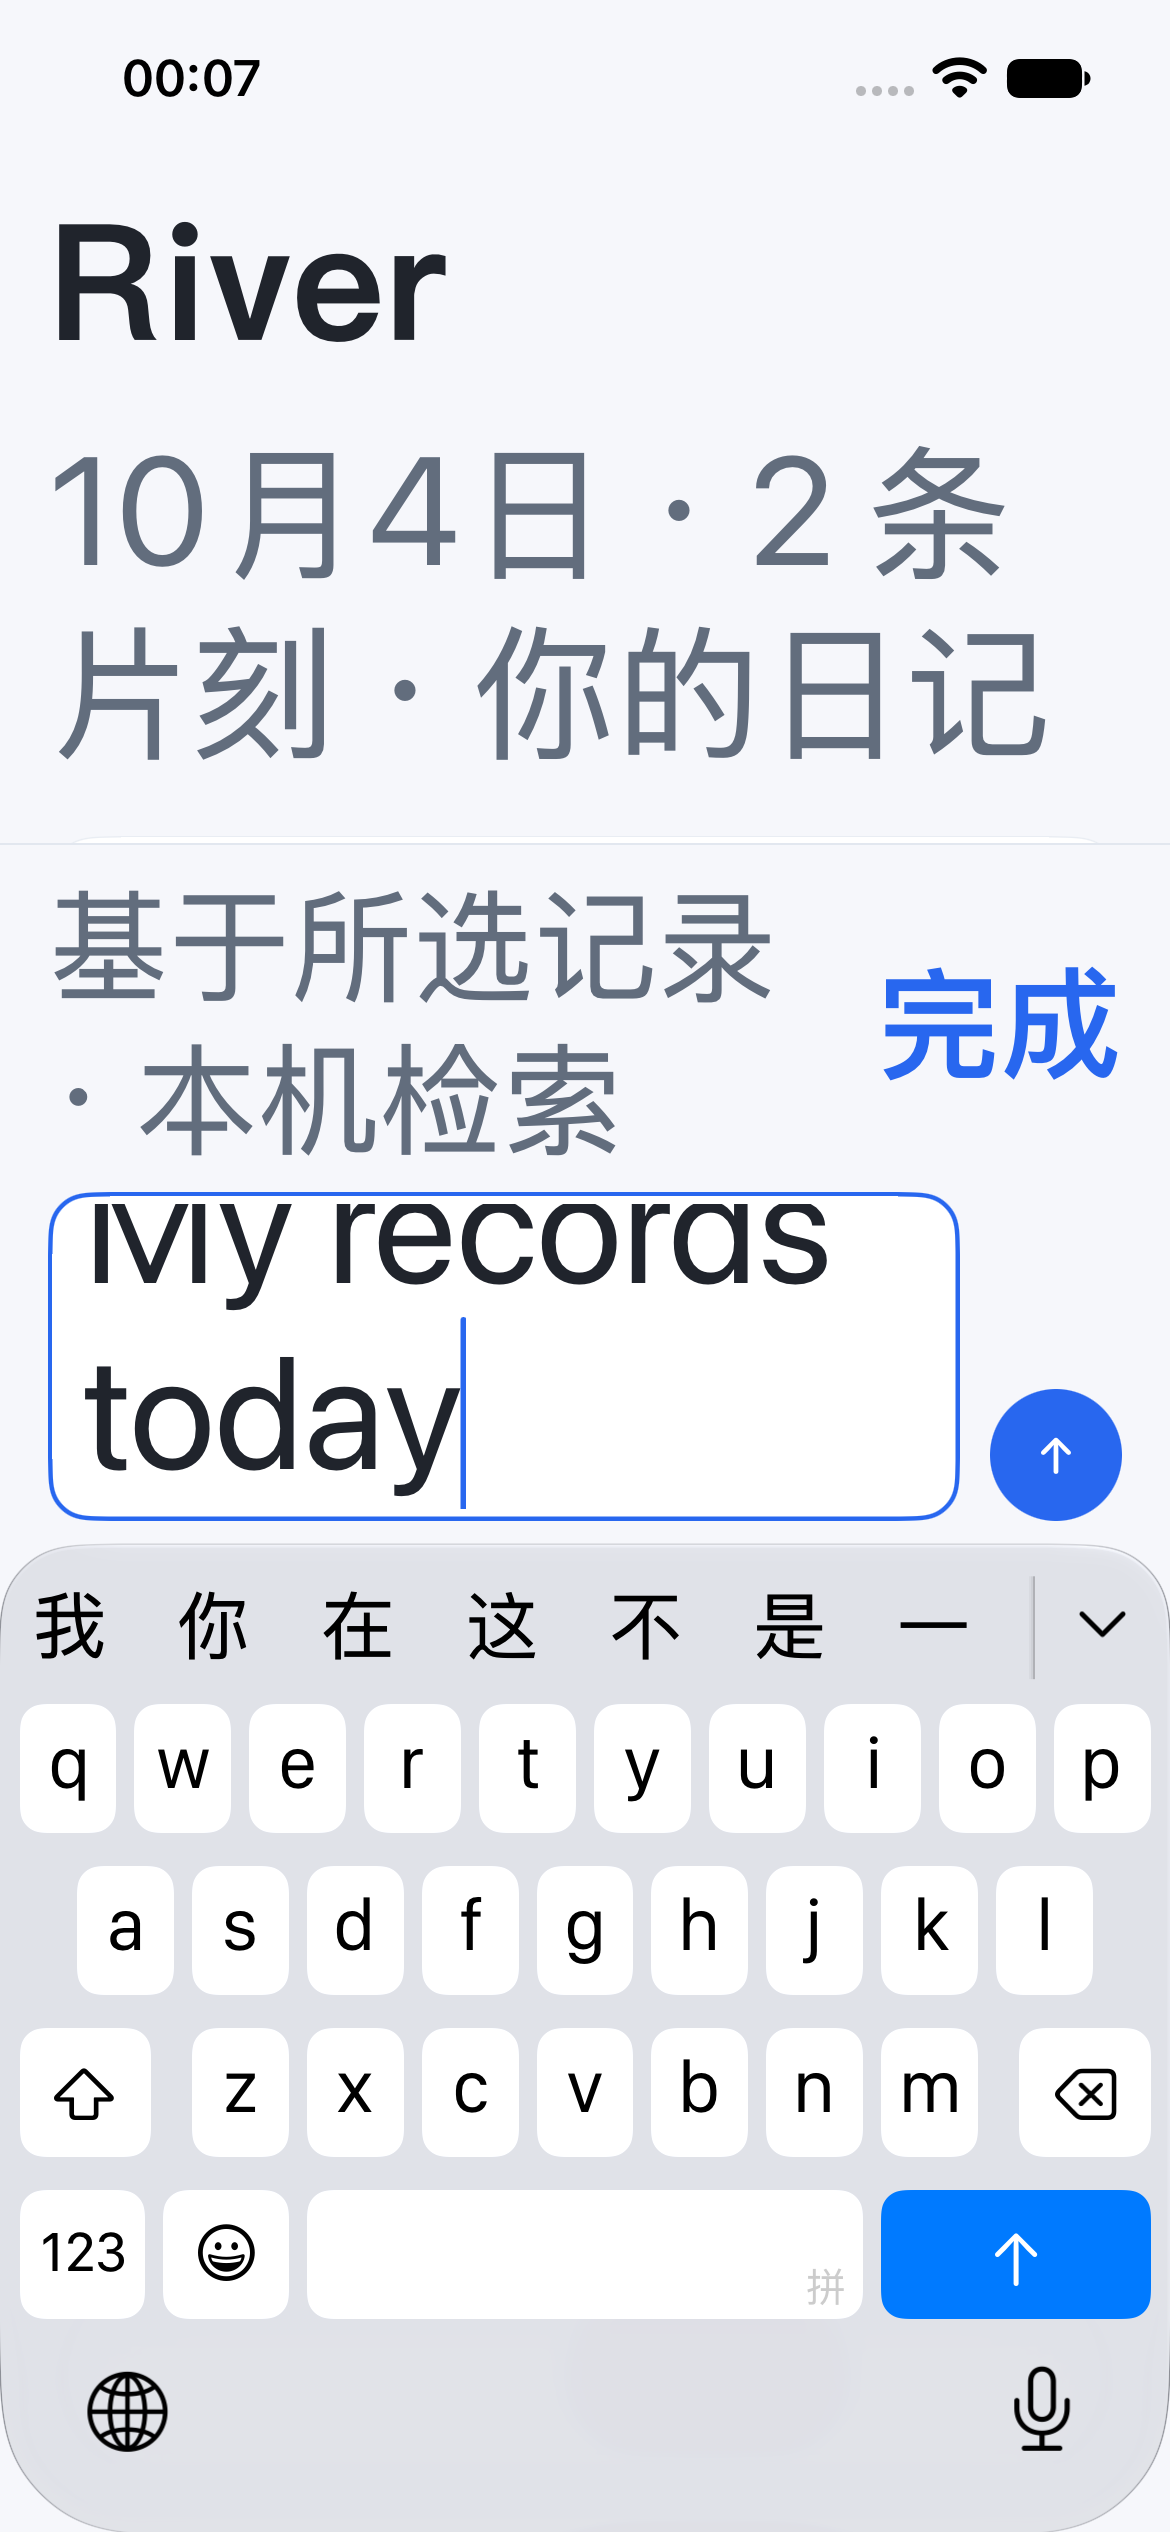 00:07
River
10月4日 · 2 条
片刻 · 你的日记
基于所选记录
· 本机检索
完成
My records
today
我 你 在 这 不 是 一
q w e r t y u i o p
a s d f g h j k l
z x c v b n m
123
拼